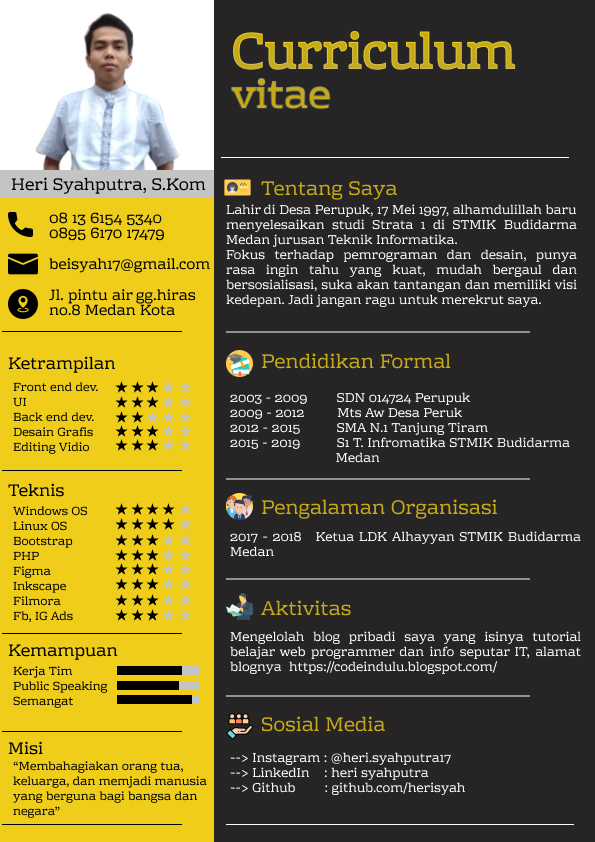 Curriculum
vitae
Heri Syahputra, S.Kom
08 13 6154 5340
0895 6170 17479
beisyah17@gmail.com
Jl. pintu air gg.hiras
no.8 Medan Kota
Ketrampilan
Front end dev.
UI
Back end dev.
Desain Grafis
Editing Vidio
Teknis
Windows OS
Linux OS
Bootstrap
PHP
Figma
Inkscape
Filmora
Fb, IG Ads
Kemampuan
Kerja Tim
Public Speaking
Semangat
Misi
“Membahagiakan orang tua,
keluarga, dan memjadi manusia
yang berguna bagi bangsa dan
negara”
Tentang Saya
Lahir di Desa Perupuk, 17 Mei 1997, alhamdulillah baru
menyelesaikan studi Strata 1 di STMIK Budidarma
Medan jurusan Teknik Informatika.
Fokus terhadap pemrograman dan desain, punya
rasa ingin tahu yang kuat, mudah bergaul dan
bersosialisasi, suka akan tantangan dan memiliki visi
kedepan. Jadi jangan ragu untuk merekrut saya.
Pendidikan Formal
2003 - 2009 SDN 014724 Perupuk
2009 - 2012 Mts Aw Desa Peruk
2012 - 2015 SMA N.1 Tanjung Tiram
2015 - 2019 S1 T. Infromatika STMIK Budidarma
Medan
Pengalaman Organisasi
2017 - 2018 Ketua LDK Alhayyan STMIK Budidarma
Medan
Aktivitas
Mengelolah blog pribadi saya yang isinya tutorial
belajar web programmer dan info seputar IT, alamat
blognya https://codeindulu.blogspot.com/
Sosial Media
--> Instagram : @heri.syahputra17
--> LinkedIn : heri syahputra
--> Github : github.com/herisyah